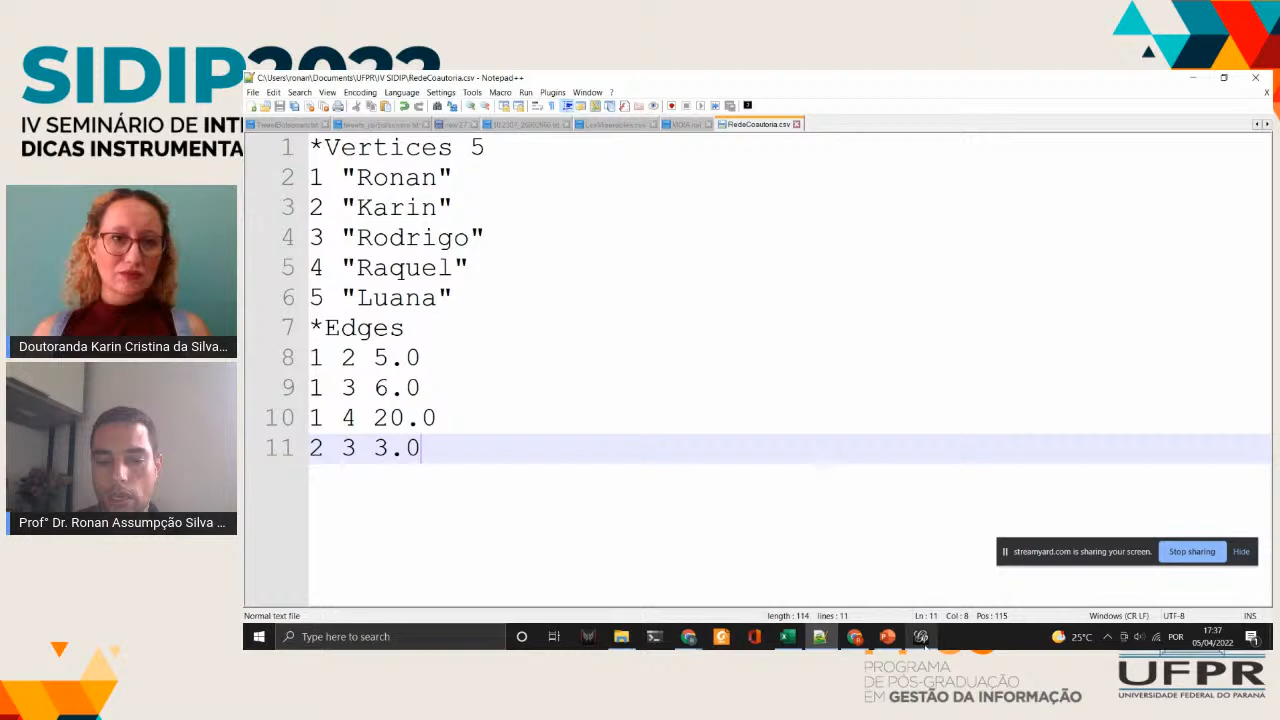 SIDIP2022
IV SEMINÁRIO DE INT
DICAS INSTRUMENTA
C:\Users\ronan\Documents\UFPR\IV SIDIP\RedeCoautoria.csv - Notepad++
File Edit Search View Encoding Language Settings Tools Macro Run Plugins Window ?
X
RedeCoautoria.csv
1 *Vertices 5
2 1 "Ronan"
3 2 "Karin"
4 3 "Rodrigo"
5 4 "Raquel"
6 5 "Luana"
7 *Edges
8 1 2 5.0
9 1 3 6.0
10 1 4 20.0
11 2 3 3.0
Doutoranda Karin Cristina da Silva...
Prof° Dr. Ronan Assumpção Silva ...
streamyard.com is sharing your screen.
Stop sharing
Hide
Normal text file
length : 114 lines : 11
Ln : 11 Col : 8 Pos : 115
Windows (CR LF)
UTF-8
INS
Type here to search
25°C
POR
17:37
05/04/2022
PROGRAMA
DE PÓS-GRADUAÇÃO
EM GESTÃO DA INFORMAÇÃO
UFPR
UNIVERSIDADE FEDERAL DO PARANÁ